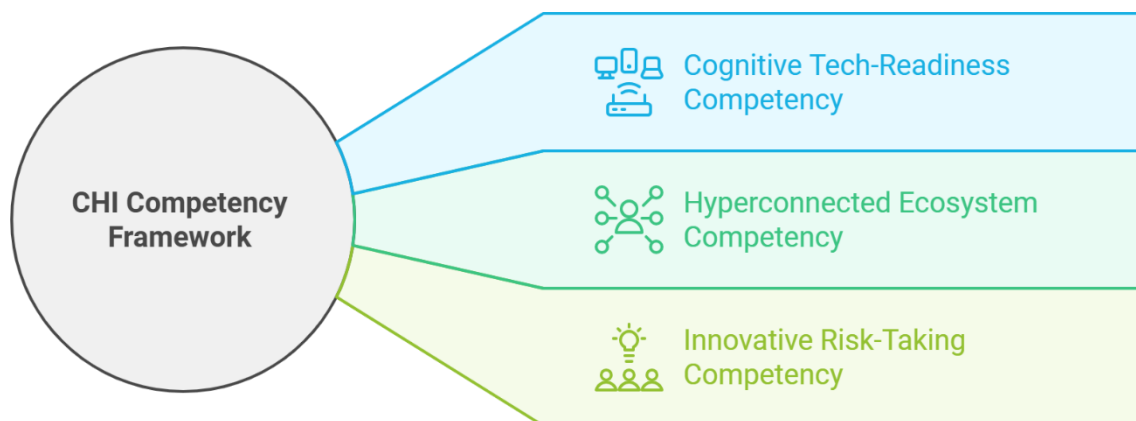 CHI Competency
Framework
Cognitive Tech-Readiness
Competency
Hyperconnected Ecosystem
Competency
Innovative Risk-Taking
Competency